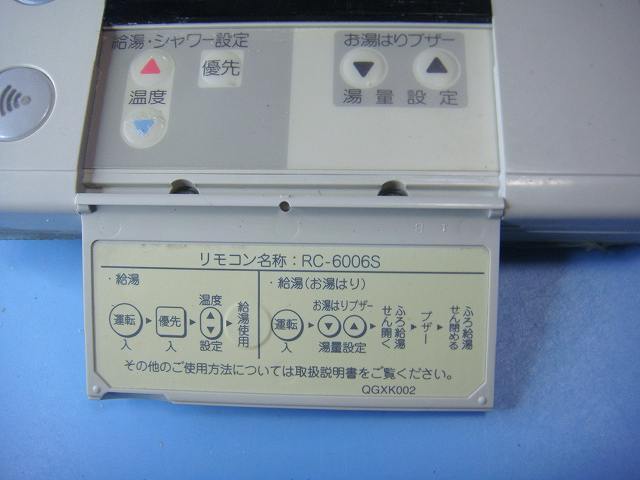 給湯・シャワー設定
優先
温度
お湯はりブザー
湯量設定
リモコン名称：RC-6006S
・給湯
運転
入
優先
入
温度
設定
給湯使用
・給湯(お湯はり)
運転
入
お湯はりブザー
湯量設定
ふろ給湯
せん開く
ブザー
ふろ給湯
せん閉める
その他のご使用方法については取扱説明書をご覧ください。
QGXK002